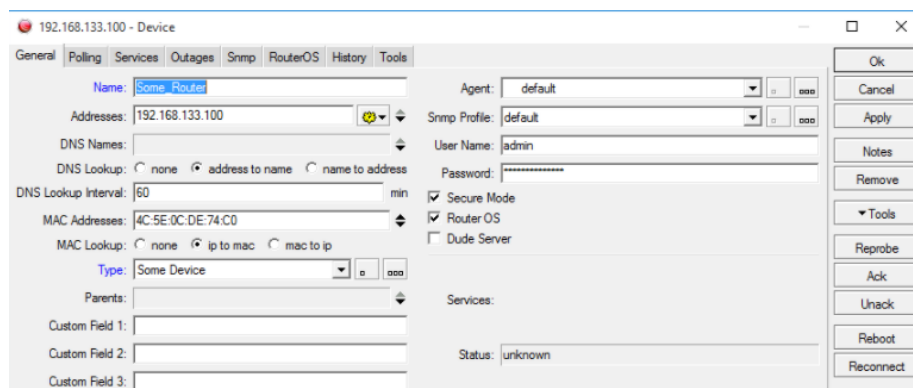 192.168.133.100 - Device
General Polling Services Outages Snmp RouterOS History Tools
Name: Some_Router
Addresses: 192.168.133.100
DNS Names:
DNS Lookup: none address to name name to address
DNS Lookup Interval: 60 min
MAC Addresses: 4C:5E:0C:DE:74:C0
MAC Lookup: none ip to mac mac to ip
Type: Some Device
Parents:
Custom Field 1:
Custom Field 2:
Custom Field 3:
Agent: default
Snmp Profile: default
User Name: admin
Password: **************
Secure Mode
Router OS
Dude Server
Services:
Status: unknown
Ok
Cancel
Apply
Notes
Remove
Tools
Reprobe
Ack
Unack
Reboot
Reconnect